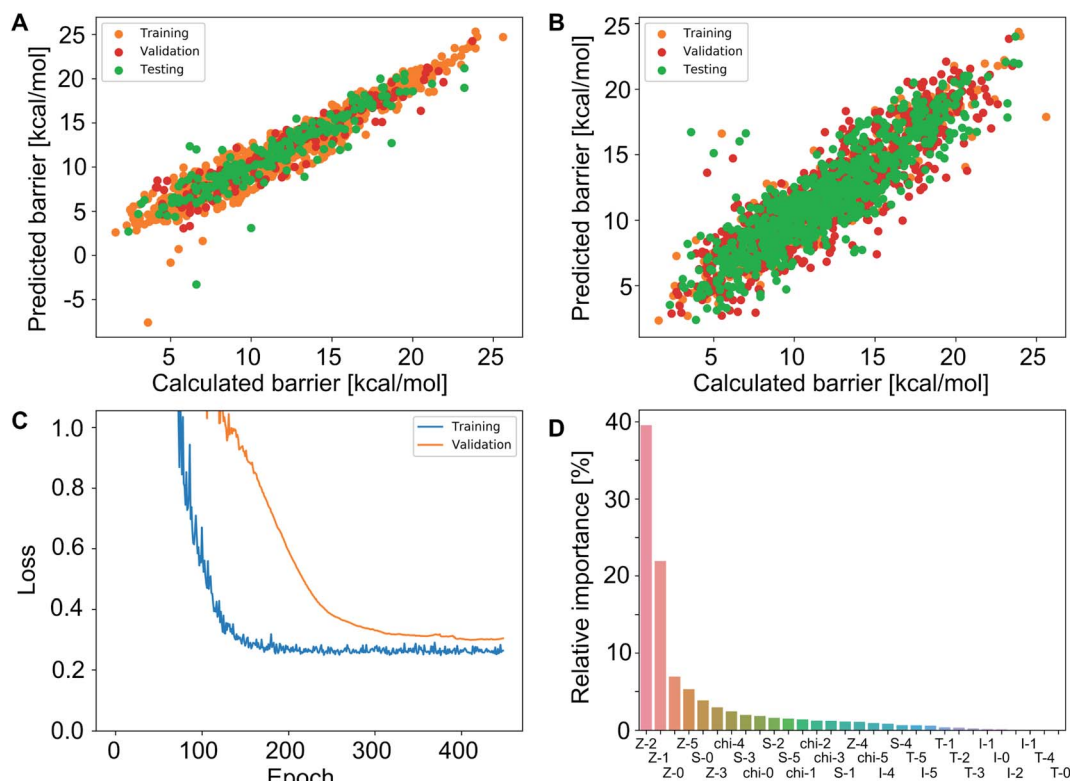 A
Training
Validation
Testing
Predicted barrier [kcal/mol]
25
20
15
10
5
0
-5
5 10 15 20 25
Calculated barrier [kcal/mol]
B
Training
Validation
Testing
Predicted barrier [kcal/mol]
25
20
15
10
5
5 10 15 20 25
Calculated barrier [kcal/mol]
C
Training
Validation
Loss
1.0
0.8
0.6
0.4
0.2
0.0
0 100 200 300 400
Epoch
D
Relative importance [%]
40
30
20
10
0
Z-2 Z-5 chi-4 S-2 chi-2 Z-4 S-4 T-1 I-1 I-1
Z-1 S-0 S-3 S-5 chi-3 chi-5 T-5 T-2 I-0 T-4
Z-0 Z-3 chi-0 chi-1 S-1 I-4 I-5 T-3 I-2 T-0